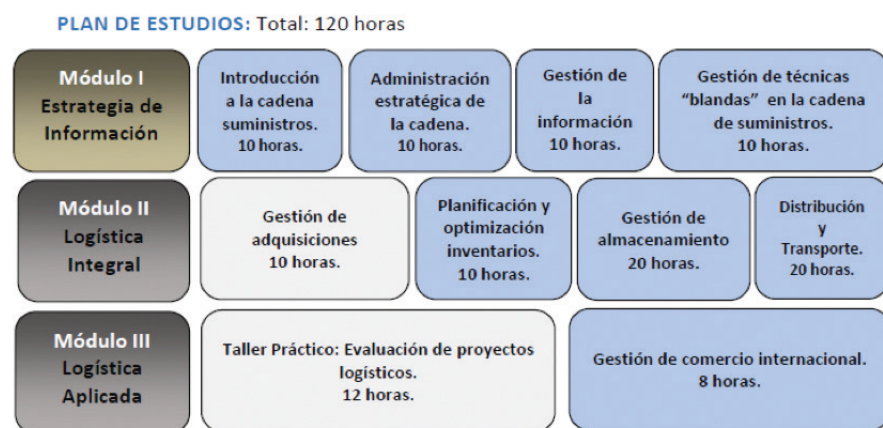 PLAN DE ESTUDIOS: Total: 120 horas
Módulo I
Estrategia de
Información
Introducción
a la cadena
suministros.
10 horas.
Administración
estratégica de
la cadena.
10 horas.
Gestión de
la
información
10 horas.
Gestión de técnicas
“blandas” en la cadena
de suministros.
10 horas.
Módulo II
Logística
Integral
Gestión de
adquisiciones
10 horas.
Planificación y
optimización
inventarios.
10 horas.
Gestión de
almacenamiento
20 horas.
Distribución
y
Transporte.
20 horas.
Módulo III
Logística
Aplicada
Taller Práctico: Evaluación de proyectos
logísticos.
12 horas.
Gestión de comercio internacional.
8 horas.